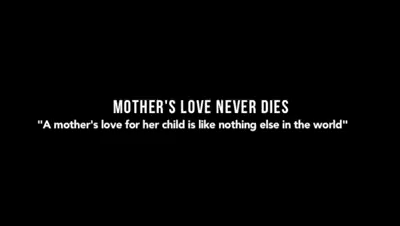 MOTHER'S LOVE NEVER DIES
"A mother's love for her child is like nothing else in the world"